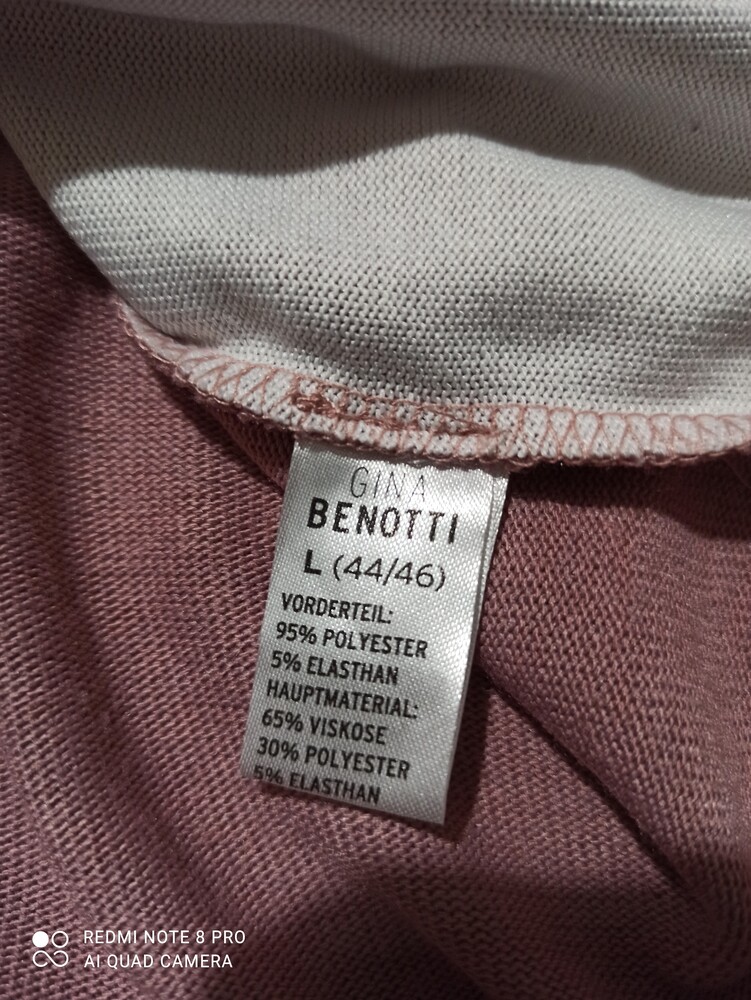 GINA
BENOTTI
L (44/46)
VORDERTEIL:
95% POLYESTER
5% ELASTHAN
HAUPTMATERIAL:
65% VISKOSE
30% POLYESTER
5% ELASTHAN
REDMI NOTE 8 PRO
AI QUAD CAMERA